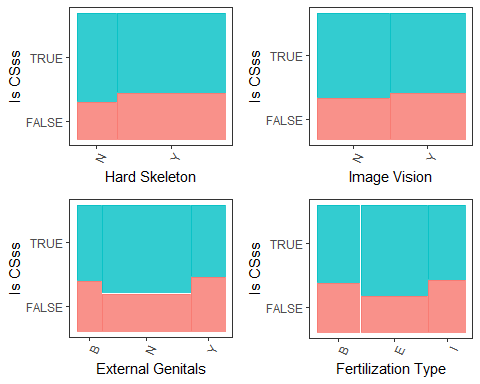 Is CSss
TRUE
FALSE
N
Y
Hard Skeleton
Is CSss
TRUE
FALSE
N
Y
Image Vision
Is CSss
TRUE
FALSE
B
N
Y
External Genitals
Is CSss
TRUE
FALSE
B
E
I
Fertilization Type